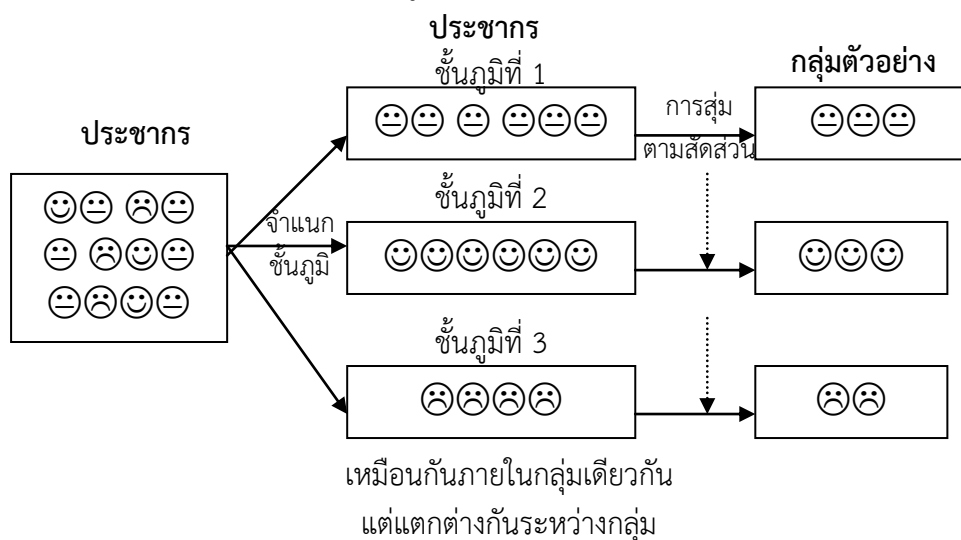 ประชากร
ประชากร
ชั้นภูมิที่ 1
กลุ่มตัวอย่าง
การสุ่ม
ตามสัดส่วน
จำแนก
ชั้นภูมิ
ชั้นภูมิที่ 2
ชั้นภูมิที่ 3
เหมือนกันภายในกลุ่มเดียวกัน
แต่แตกต่างกันระหว่างกลุ่ม